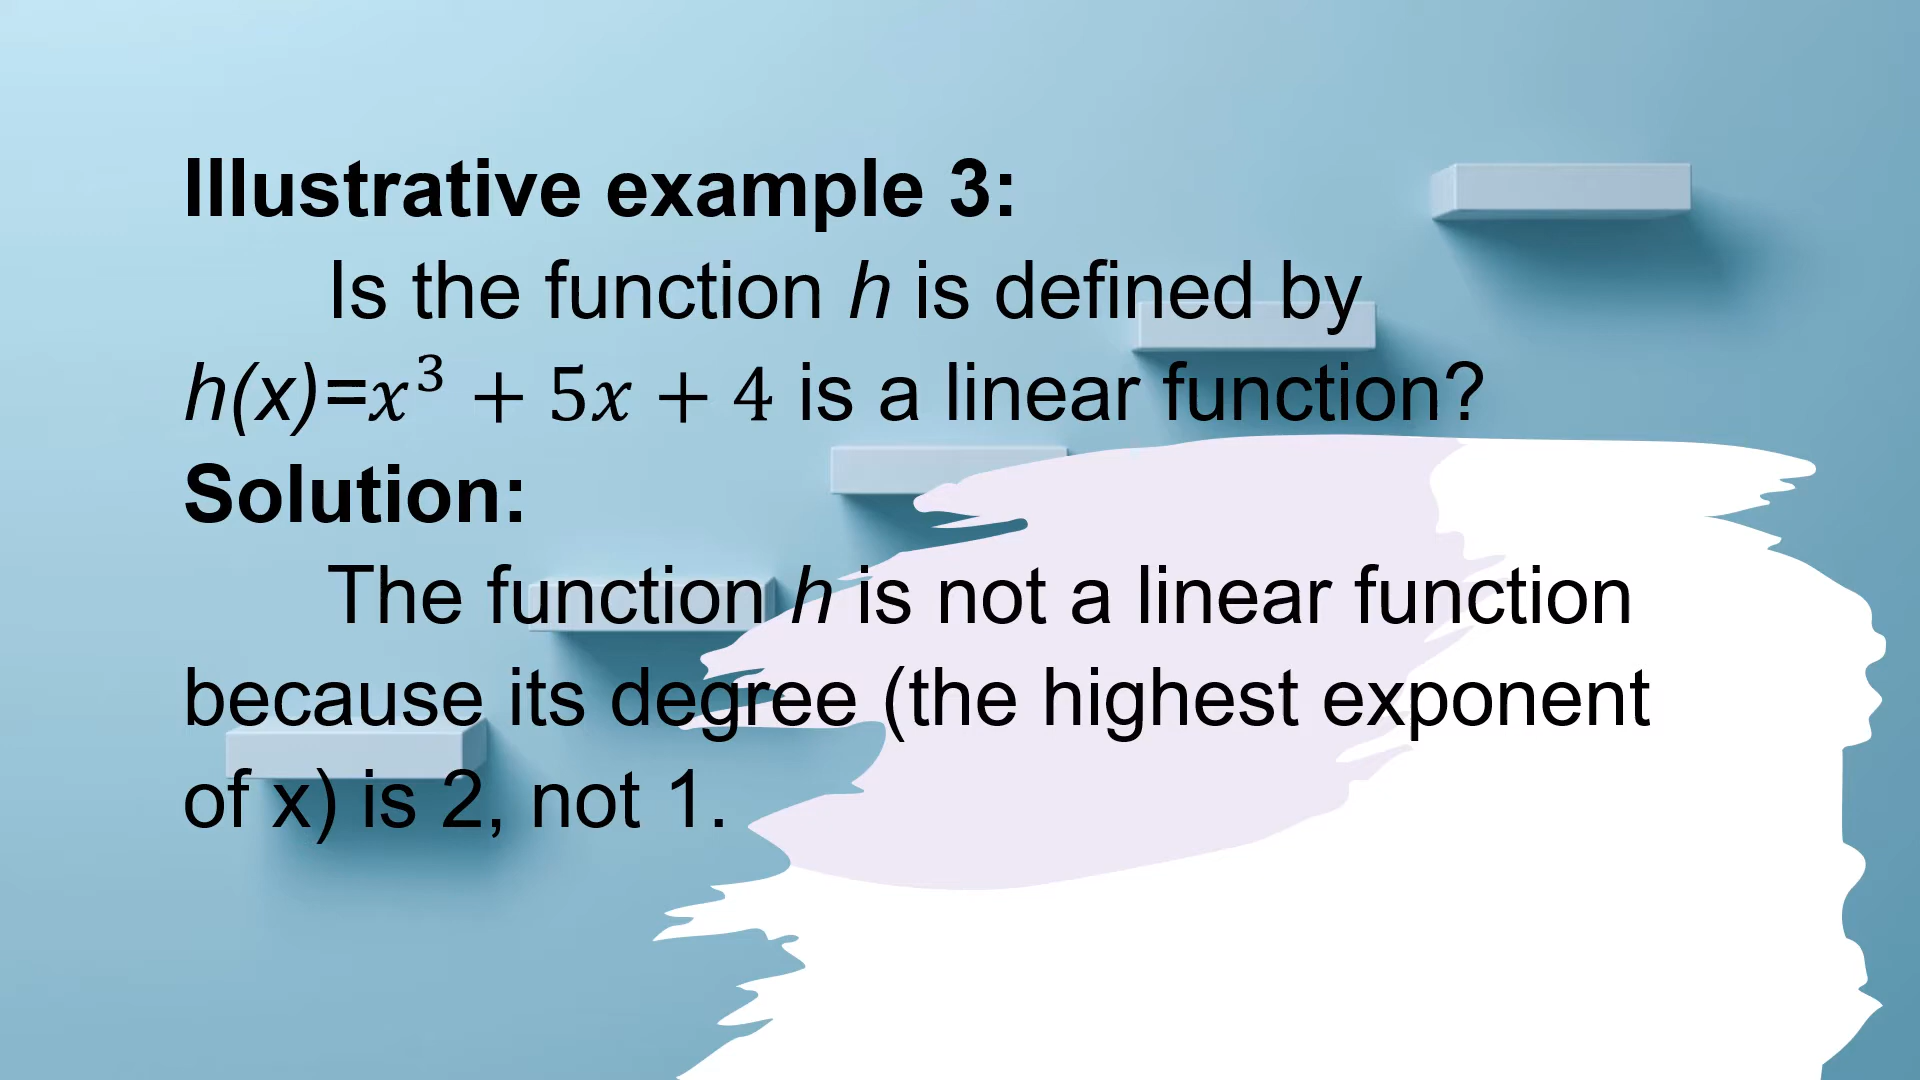 Illustrative example 3:
Is the function h is defined by
h(x)=x³ + 5x + 4 is a linear function?
Solution:
The function h is not a linear function
because its degree (the highest exponent
of x) is 2, not 1.